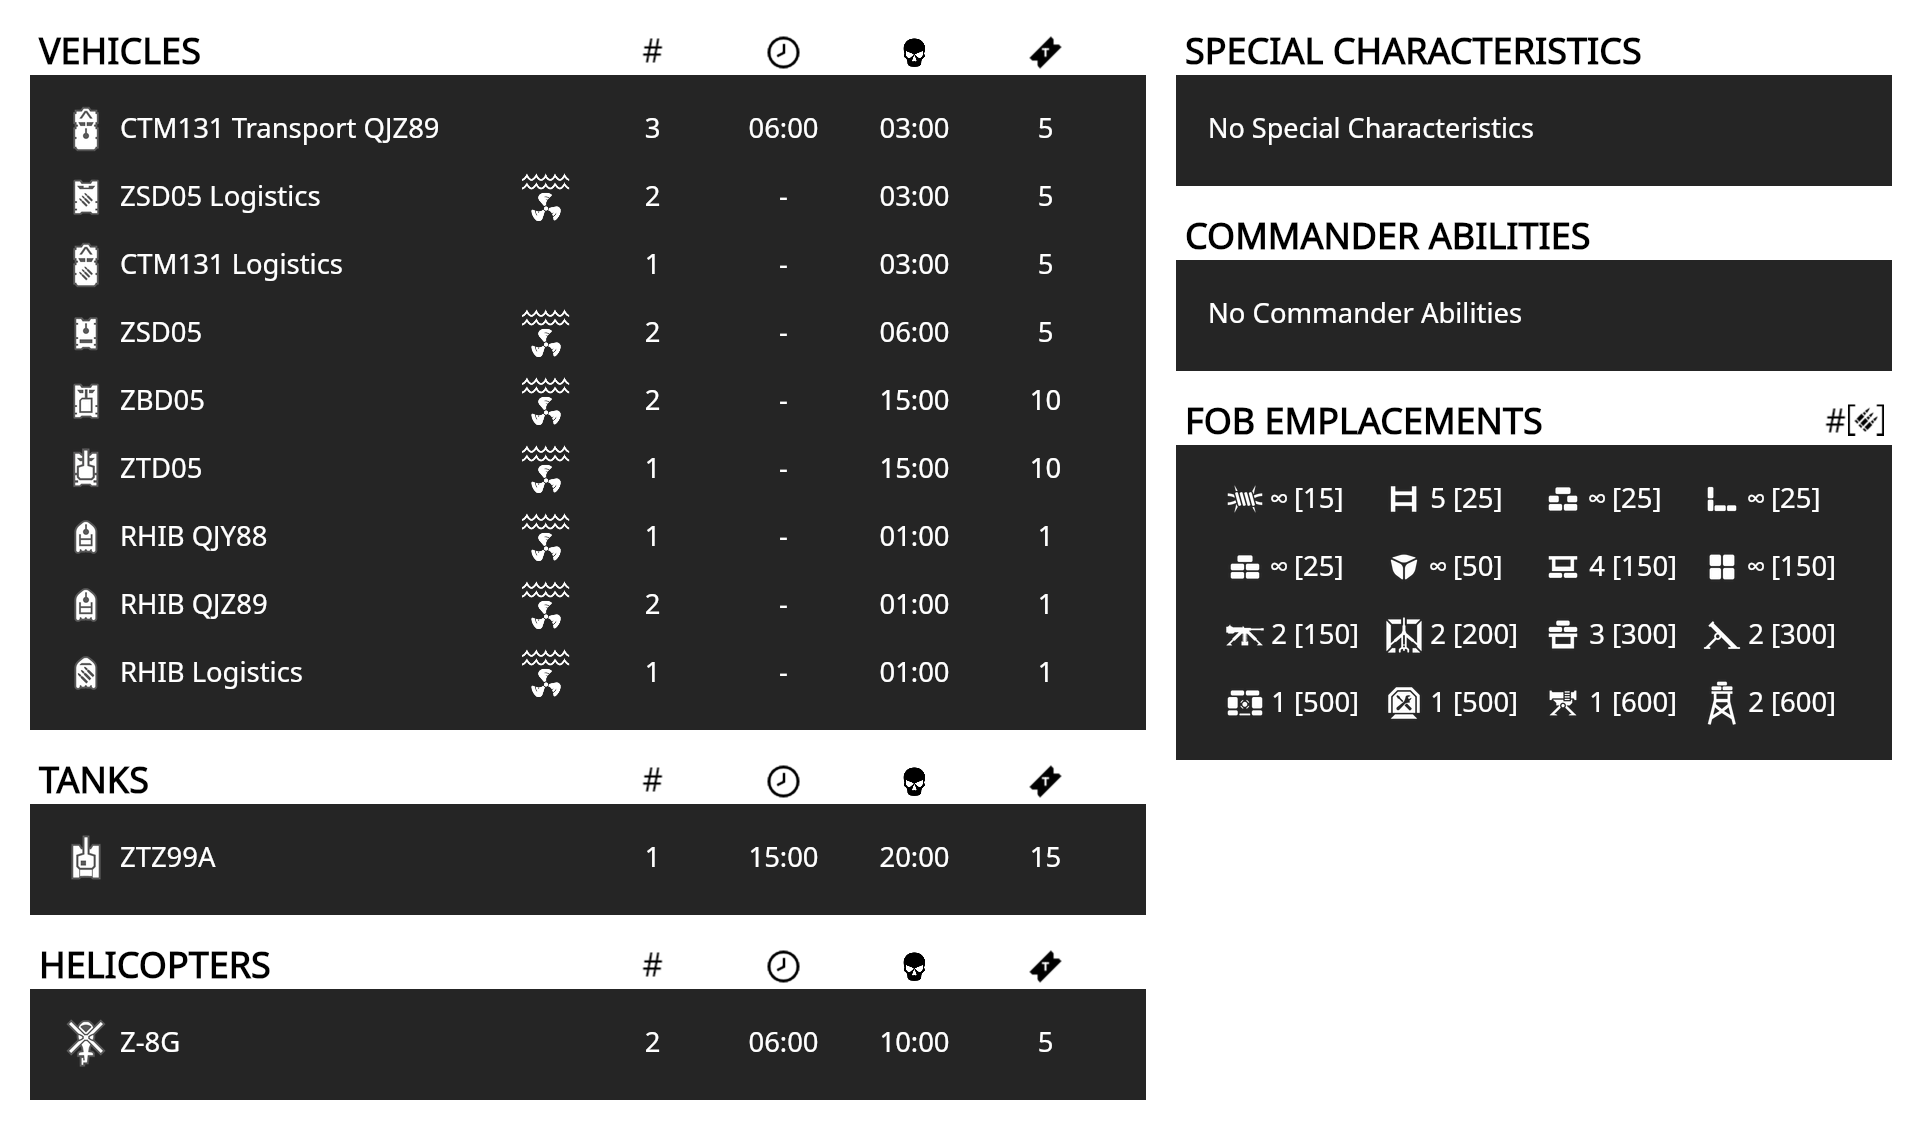 VEHICLES #
CTM131 Transport QJZ89 3 06:00 03:00 5
ZSD05 Logistics 2 - 03:00 5
CTM131 Logistics 1 - 03:00 5
ZSD05 2 - 06:00 5
ZBD05 2 - 15:00 10
ZTD05 1 - 15:00 10
RHIB QJY88 1 - 01:00 1
RHIB QJZ89 2 - 01:00 1
RHIB Logistics 1 - 01:00 1
TANKS # T
ZTZ99A 1 15:00 20:00 15
HELICOPTERS # T
Z-8G 2 06:00 10:00 5
SPECIAL CHARACTERISTICS
No Special Characteristics
COMMANDER ABILITIES
No Commander Abilities
FOB EMPLACEMENTS #[]
∞ [15] 5 [25] ∞ [25] ∞ [25]
∞ [25] ∞ [50] 4 [150] ∞ [150]
2 [150] 2 [200] 3 [300] 2 [300]
1 [500] 1 [500] 1 [600] 2 [600]